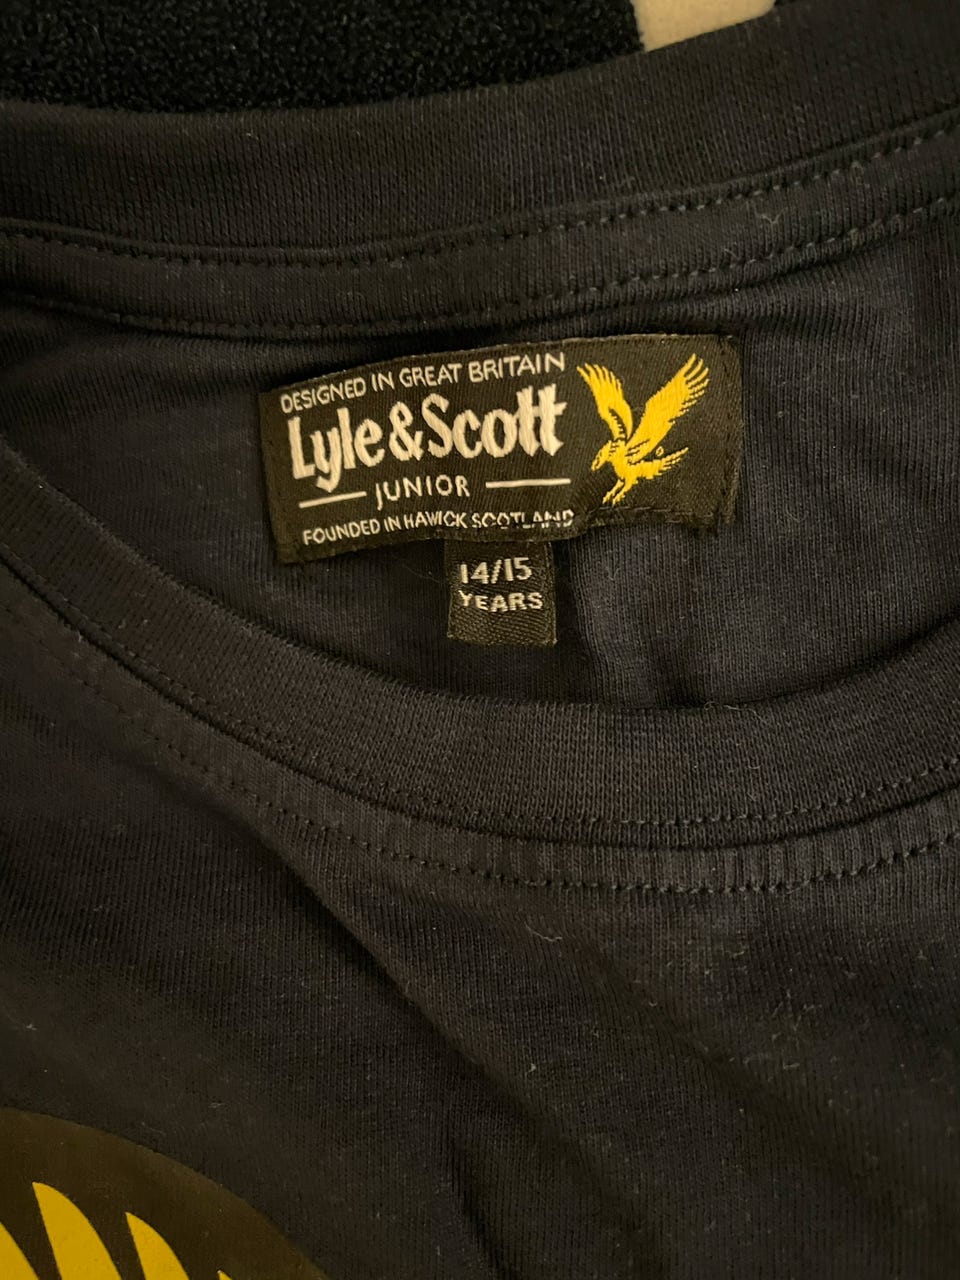 DESIGNED IN GREAT BRITAIN
Lyle&Scott
JUNIOR
FOUNDED IN HAWICK SCOTLAND
14/15
YEARS